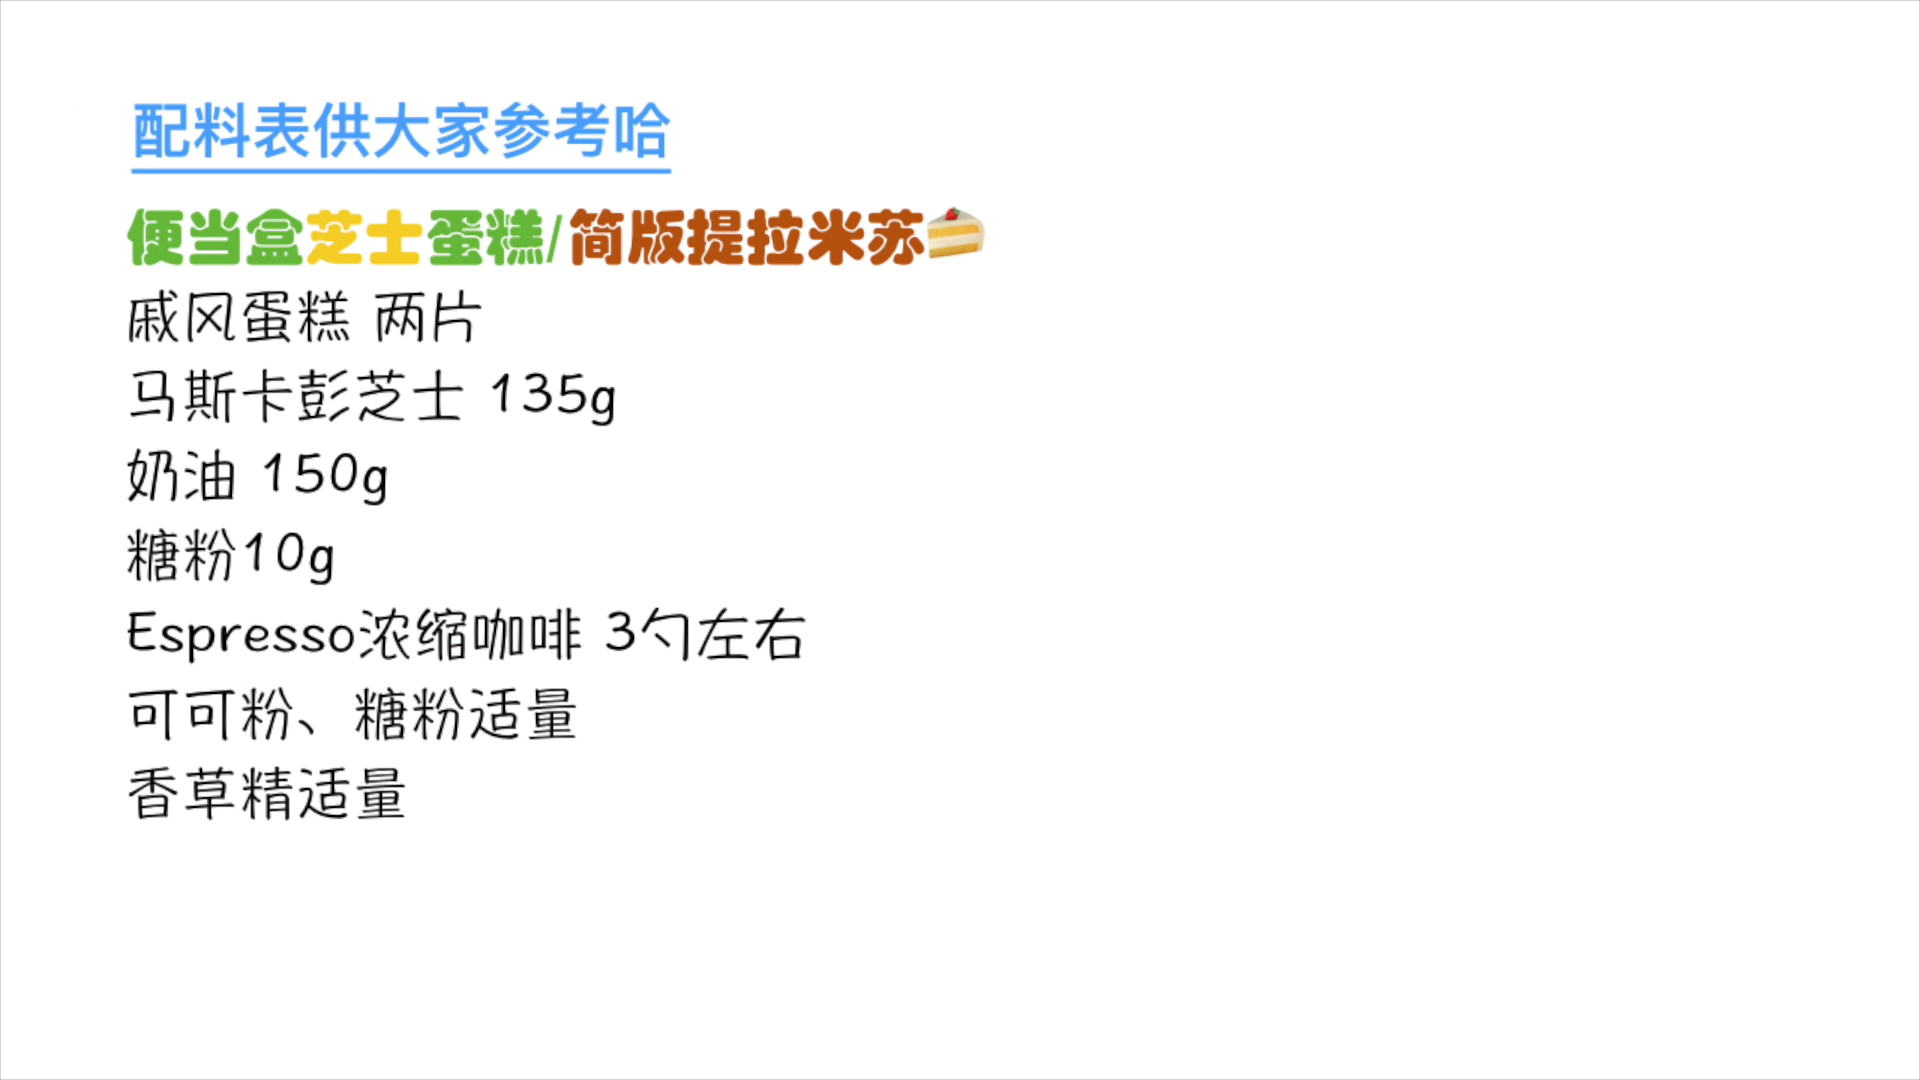 配料表供大家参考哈
便当盒芝士蛋糕/简版提拉米苏🍰
戚风蛋糕 两片
马斯卡彭芝士 135g
奶油 150g
糖粉10g
Espresso浓缩咖啡 3勺左右
可可粉、糖粉适量
香草精适量